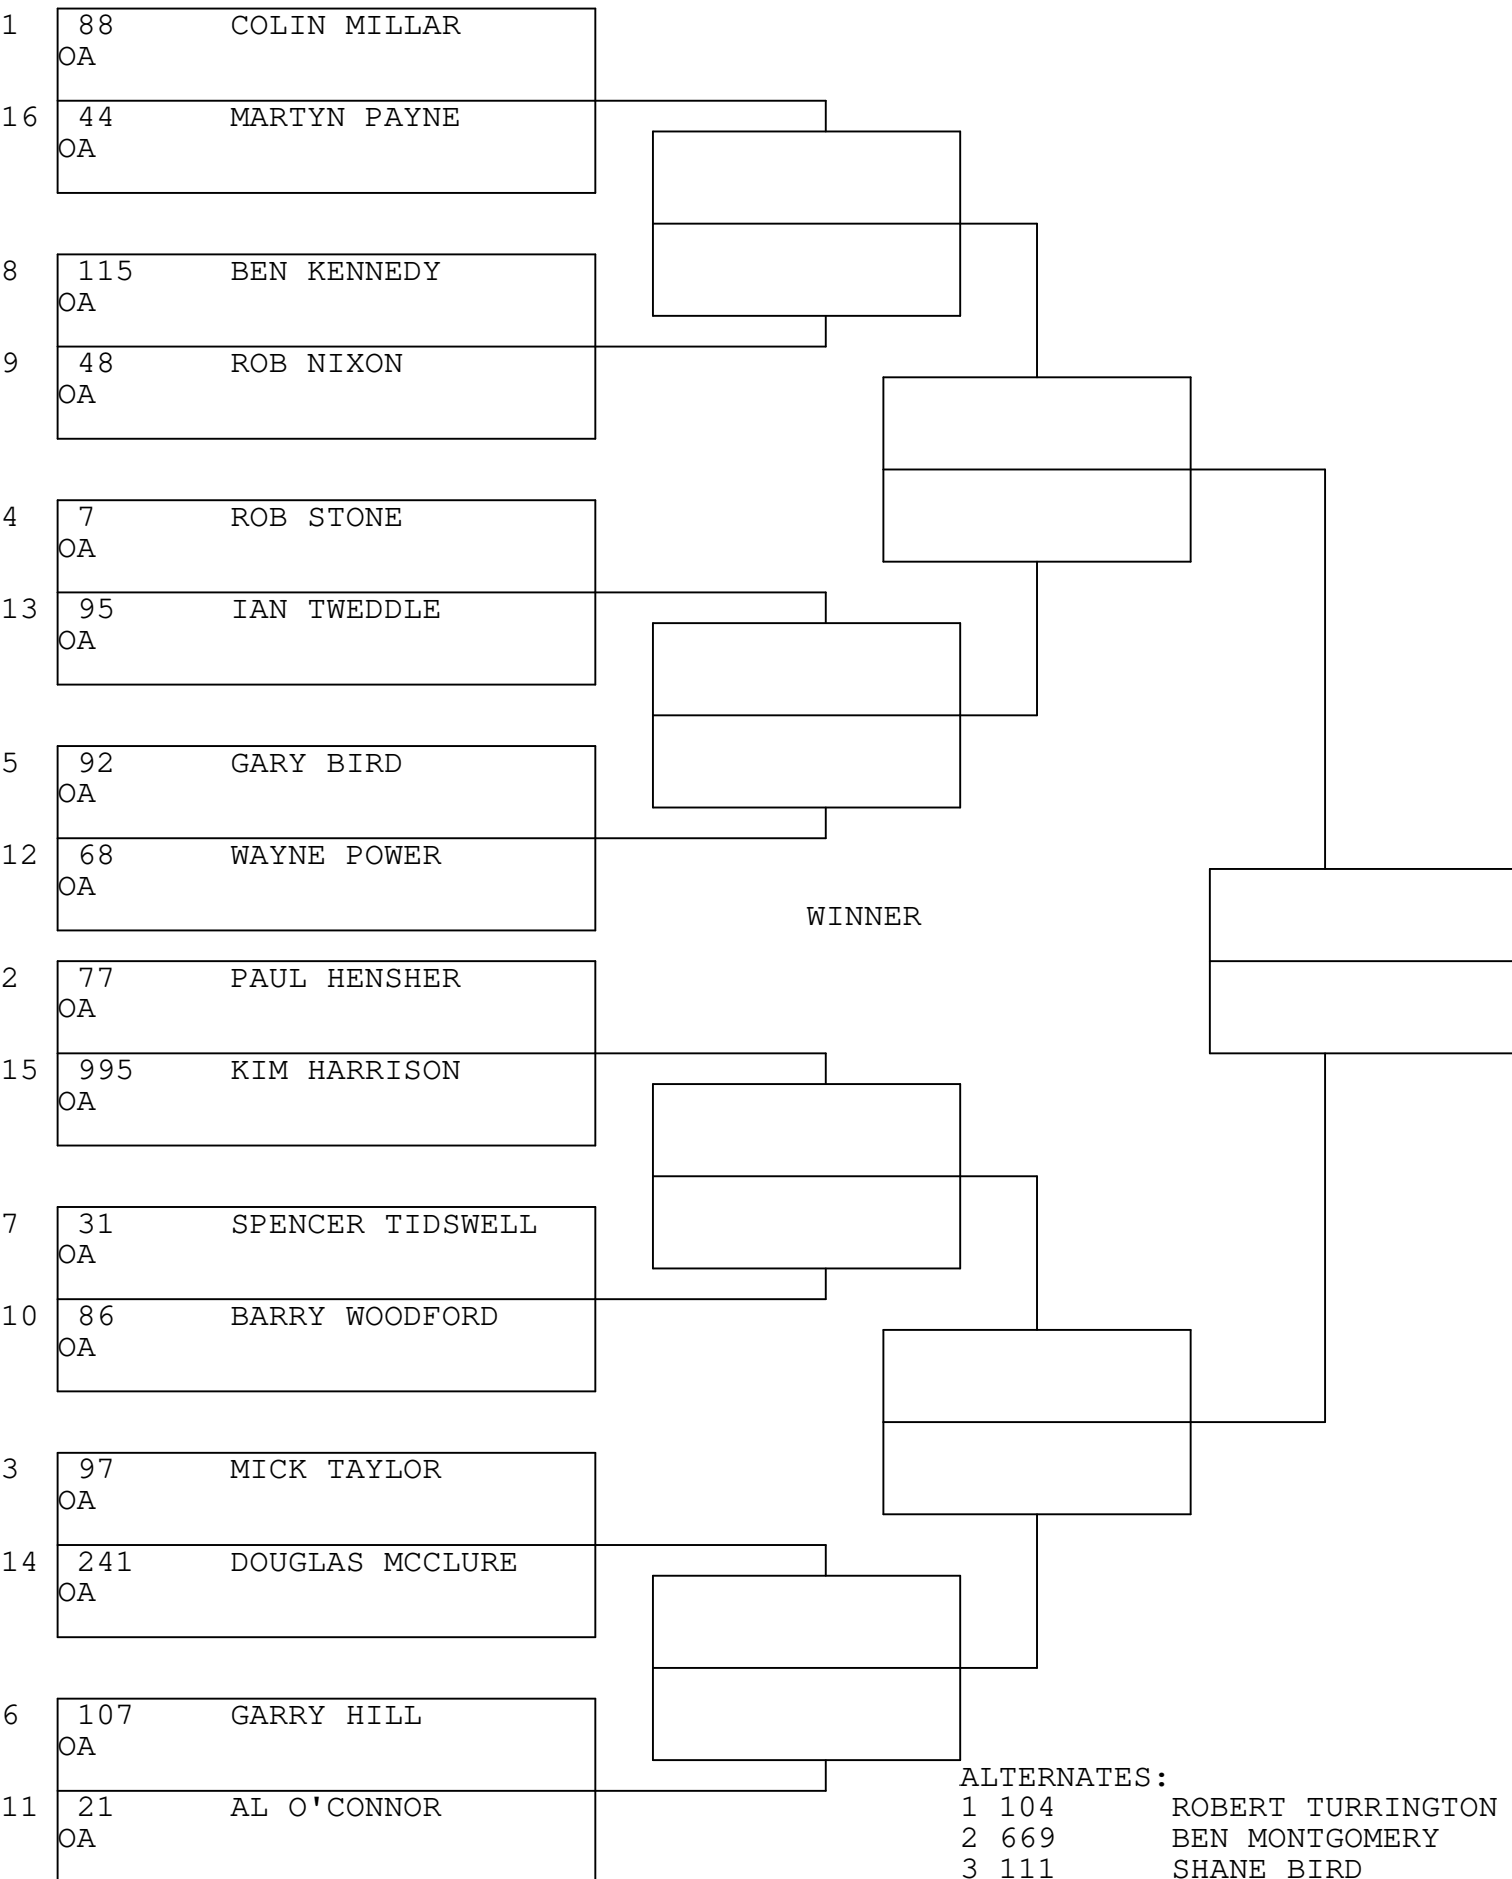 1 88 COLIN MILLAR
OA
16 44 MARTYN PAYNE
OA
8 115 BEN KENNEDY
OA
9 48 ROB NIXON
OA
4 7 ROB STONE
OA
13 95 IAN TWEDDLE
OA
5 92 GARY BIRD
OA
12 68 WAYNE POWER
OA
WINNER
2 77 PAUL HENSHER
OA
15 995 KIM HARRISON
OA
7 31 SPENCER TIDSWELL
OA
10 86 BARRY WOODFORD
OA
3 97 MICK TAYLOR
OA
14 241 DOUGLAS MCCLURE
OA
6 107 GARRY HILL
OA
11 21 AL O'CONNOR
OA
ALTERNATES:
1 104 ROBERT TURRINGTON
2 669 BEN MONTGOMERY
3 111 SHANE BIRD